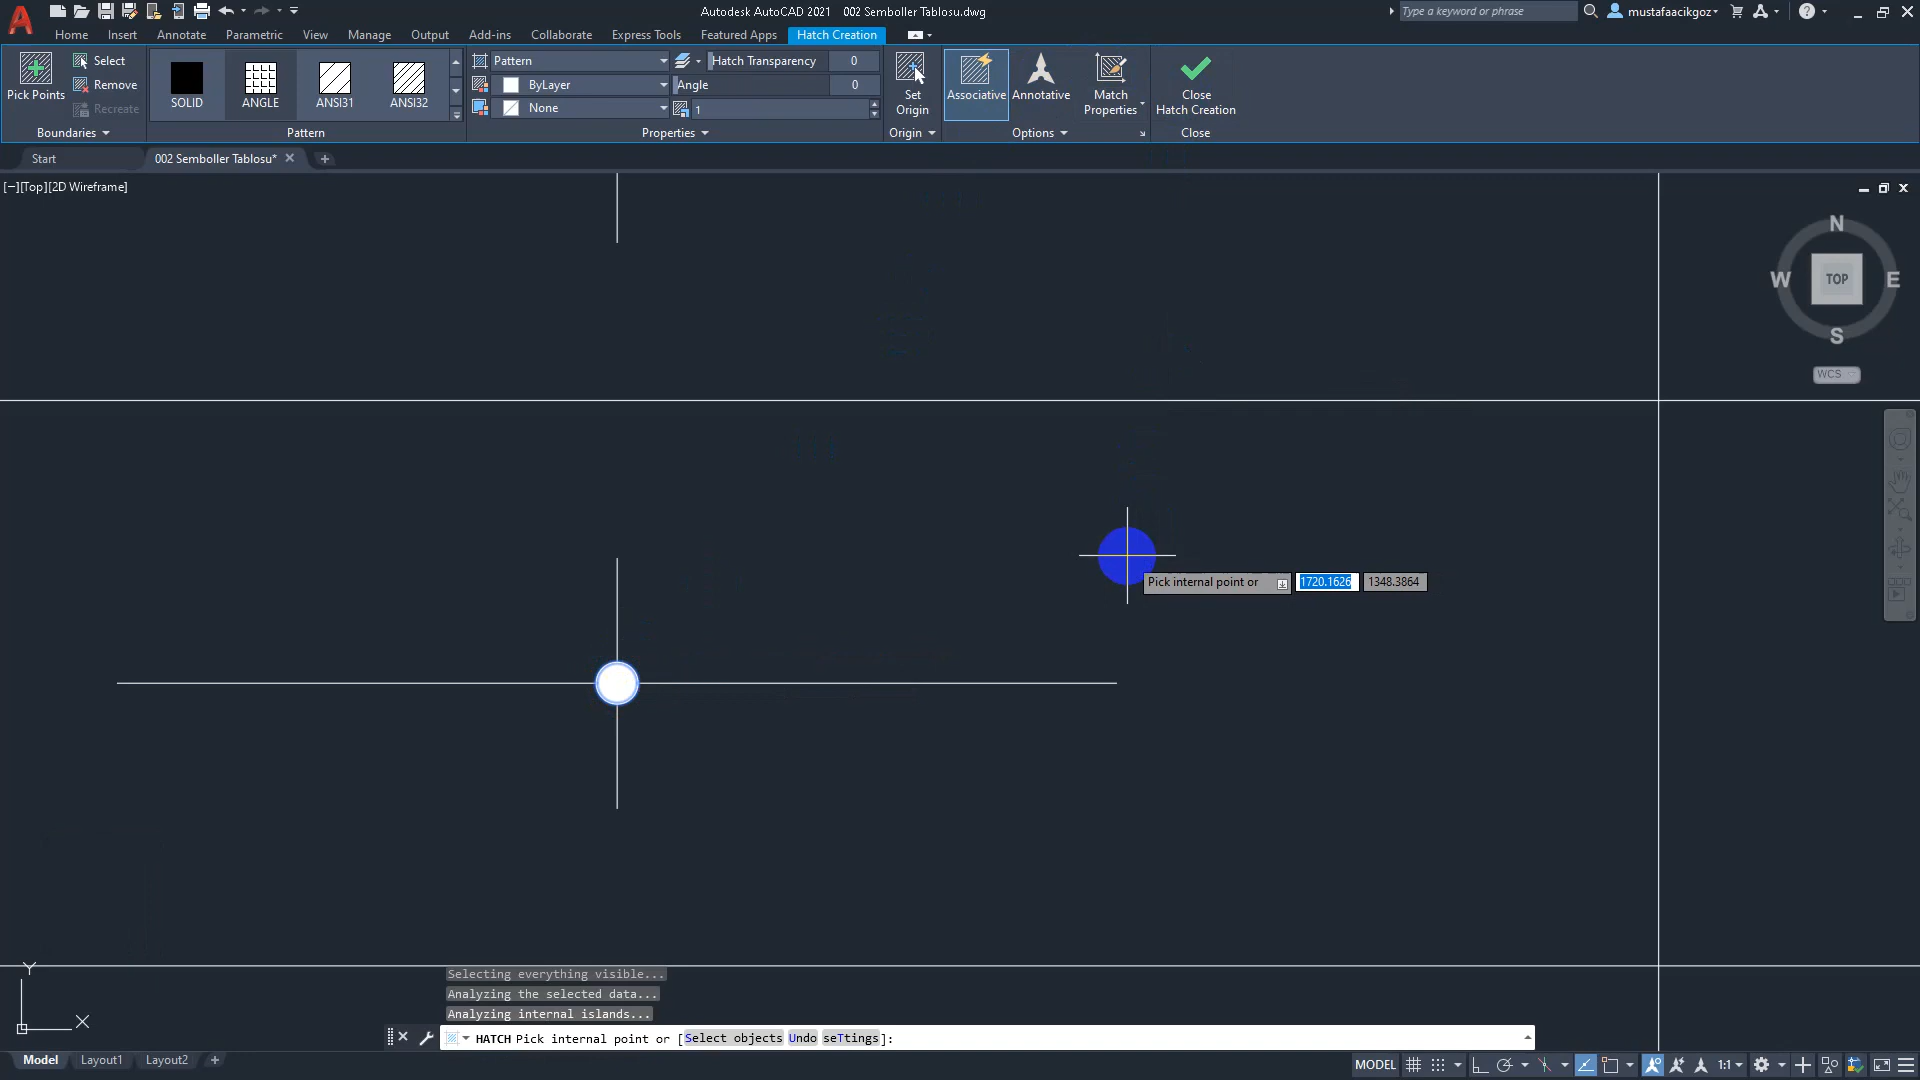 Autodesk AutoCAD 2021 002 Semboller Tablosu.dwg
Type a keyword or phrase
mustafaacikgoz
Home Insert Annotate Parametric View Manage Output Add-ins Collaborate Express Tools Featured Apps Hatch Creation
Pick Points
Select
Remove
Recreate
Boundaries
SOLID ANGLE ANSI31 ANSI32
Pattern
Pattern
ByLayer
None
Hatch Transparency 0
Angle 0
1
Properties
Set
Origin
Origin
Associative
Annotative
Match
Properties
Options
Close
Hatch Creation
Close
Start 002 Semboller Tablosu*
[−][Top][2D Wireframe]
N
W TOP E
S
WCS
Pick internal point or 1720.1626 1348.3864
Y
X
Selecting everything visible...
Analyzing the selected data...
Analyzing internal islands...
HATCH Pick internal point or [Select objects Undo seTtings]:
Model Layout1 Layout2
MODEL 1:1